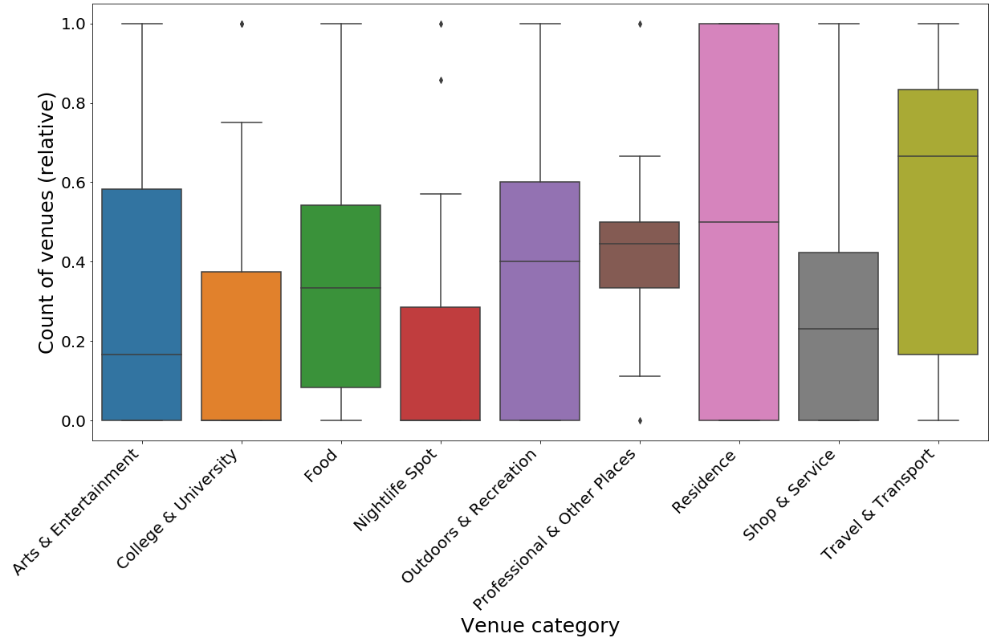 Count of venues (relative)
1.0
0.8
0.6
0.4
0.2
0.0
Arts & Entertainment
College & University
Food
Nightlife Spot
Outdoors & Recreation
Professional & Other Places
Residence
Shop & Service
Travel & Transport
Venue category